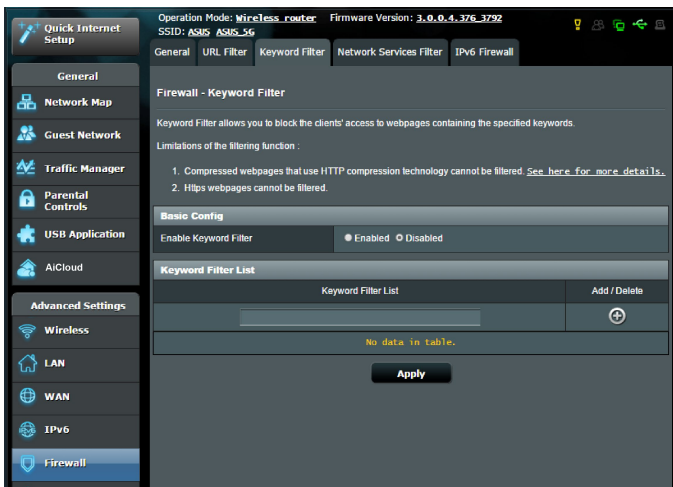 Quick Internet
Setup
Operation Mode: Wireless router Firmware Version: 3.0.0.4.376_3792
SSID: ASUS ASUS_5G
General URL Filter Keyword Filter Network Services Filter IPv6 Firewall
General
Network Map
Guest Network
Traffic Manager
Parental
Controls
USB Application
AiCloud
Advanced Settings
Wireless
LAN
WAN
IPv6
Firewall
Firewall - Keyword Filter
Keyword Filter allows you to block the clients' access to webpages containing the specified keywords.
Limitations of the filtering function :
1. Compressed webpages that use HTTP compression technology cannot be filtered. See here for more details.
2. Https webpages cannot be filtered.
Basic Config
Enable Keyword Filter Enabled Disabled
Keyword Filter List
Keyword Filter List Add / Delete
No data in table.
Apply